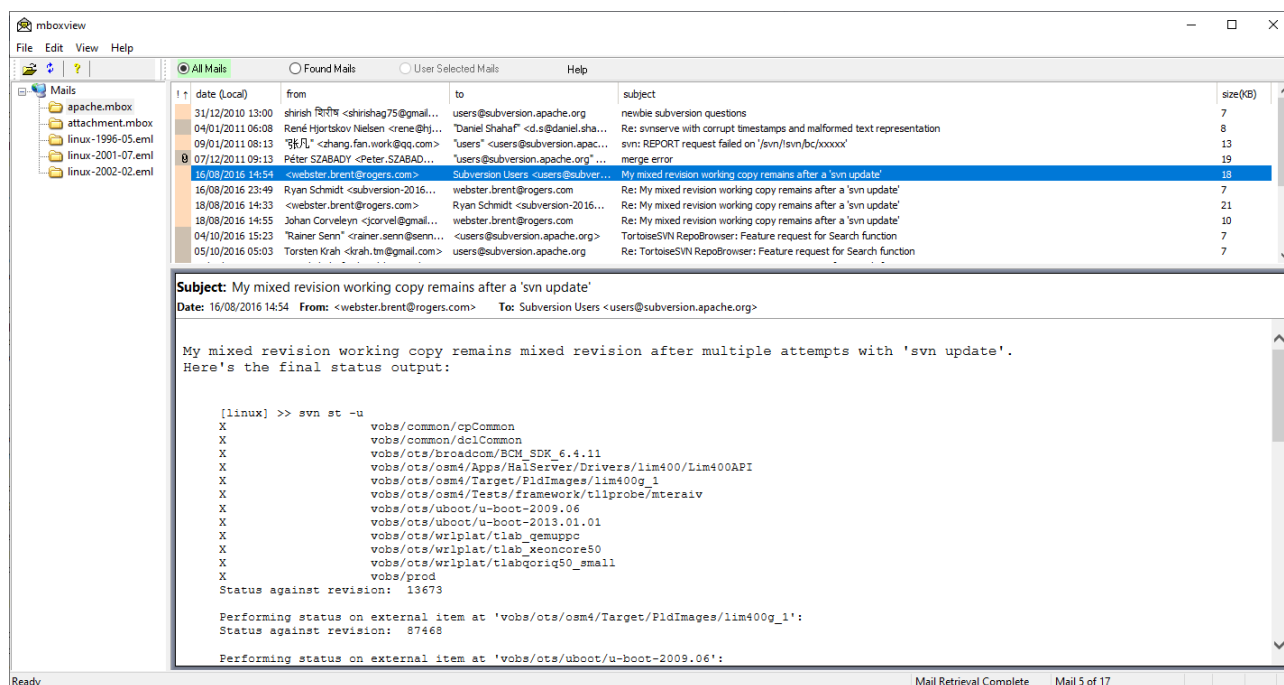 mboxview
File Edit View Help
All Mails Found Mails User Selected Mails Help
Mails
apache.mbox
attachment.mbox
linux-1996-05.eml
linux-2001-07.eml
linux-2002-02.eml
! ↑ date (Local) from to subject size(KB)
31/12/2010 13:00 shirish शिरीष <shirishag75@gmail... users@subversion.apache.org newbie subversion questions 7
04/01/2011 06:08 René Hjortskov Nielsen <rene@hj... "Daniel Shahaf" <d.s@daniel.sha... Re: svnserve with corrupt timestamps and malformed text representation 8
09/01/2011 08:13 "张凡" <zhang.fan.work@qq.com> "users" <users@subversion.apac... svn: REPORT request failed on '/svn/!svn/bc/xxxxx' 13
07/12/2011 09:13 Péter SZABADY <Peter.SZABAD... "users@subversion.apache.org" ... merge error 19
16/08/2016 14:54 <webster.brent@rogers.com> Subversion Users <users@subver... My mixed revision working copy remains after a 'svn update' 18
16/08/2016 23:49 Ryan Schmidt <subversion-2016... webster.brent@rogers.com Re: My mixed revision working copy remains after a 'svn update' 7
18/08/2016 14:33 <webster.brent@rogers.com> Ryan Schmidt <subversion-2016... Re: My mixed revision working copy remains after a 'svn update' 21
18/08/2016 14:55 Johan Corveleyn <jcorvel@gmail... webster.brent@rogers.com Re: My mixed revision working copy remains after a 'svn update' 10
04/10/2016 15:23 "Rainer Senn" <rainer.senn@senn... <users@subversion.apache.org> TortoiseSVN RepoBrowser: Feature request for Search function 7
05/10/2016 05:03 Torsten Krah <krah.tm@gmail.com> users@subversion.apache.org Re: TortoiseSVN RepoBrowser: Feature request for Search function 7
Subject: My mixed revision working copy remains after a 'svn update'
Date: 16/08/2016 14:54 From: <webster.brent@rogers.com> To: Subversion Users <users@subversion.apache.org>
My mixed revision working copy remains mixed revision after multiple attempts with 'svn update'.
Here's the final status output:
[linux] >> svn st -u
X vobs/common/cpCommon
X vobs/common/dclCommon
X vobs/ots/broadcom/BCM_SDK_6.4.11
X vobs/ots/osm4/Apps/HalServer/Drivers/lim400/Lim400API
X vobs/ots/osm4/Target/PldImages/lim400g_1
X vobs/ots/osm4/Tests/framework/tl1probe/mteraiv
X vobs/ots/uboot/u-boot-2009.06
X vobs/ots/uboot/u-boot-2013.01.01
X vobs/ots/wrlplat/tlab_qemuppc
X vobs/ots/wrlplat/tlab_xeoncore50
X vobs/ots/wrlplat/tlabqoriq50_small
X vobs/prod
Status against revision: 13673
Performing status on external item at 'vobs/ots/osm4/Target/PldImages/lim400g_1':
Status against revision: 87468
Performing status on external item at 'vobs/ots/uboot/u-boot-2009.06':
Ready Mail Retrieval Complete Mail 5 of 17